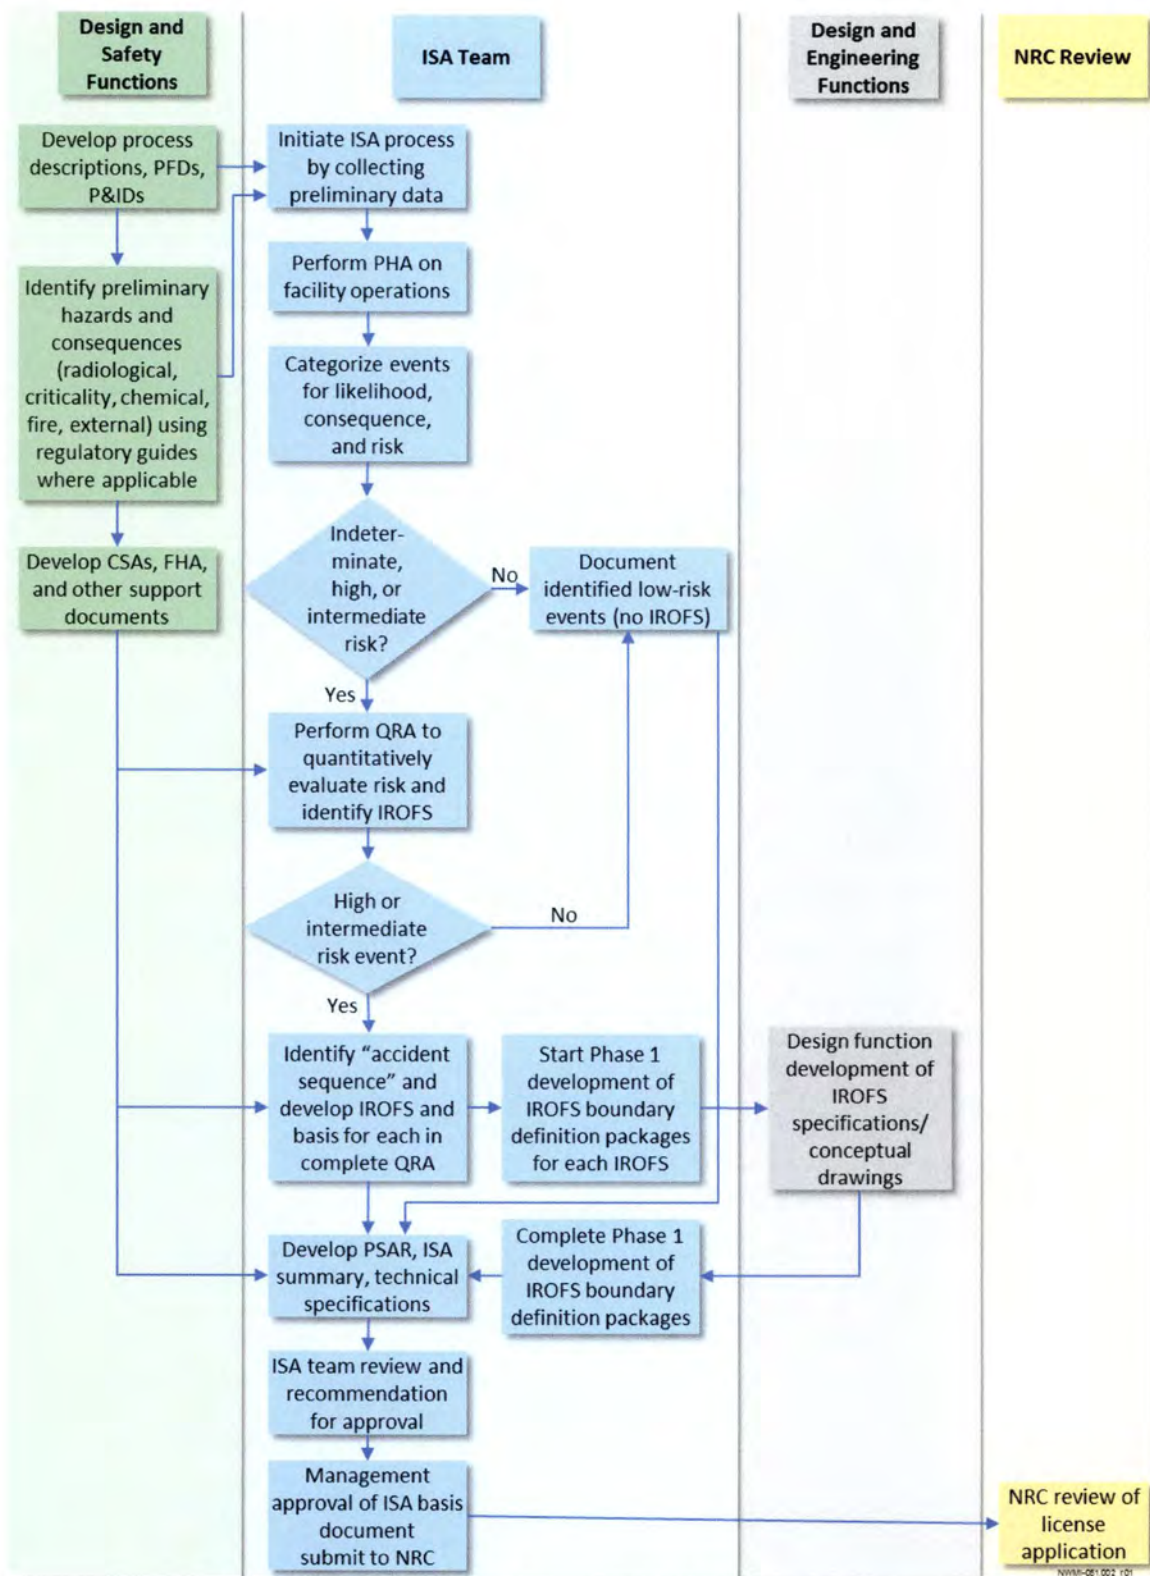 Design and
Safety
Functions
ISA Team
Design and
Engineering
Functions
NRC Review
Develop process
descriptions, PFDs,
P&IDs
Initiate ISA process
by collecting
preliminary data
Perform PHA on
facility operations
Identify preliminary
hazards and
consequences
(radiological,
criticality, chemical,
fire, external) using
regulatory guides
where applicable
Categorize events
for likelihood,
consequence,
and risk
Develop CSAs, FHA,
and other support
documents
Indeter-
minate,
high, or
intermediate
risk?
No
Document
identified low-risk
events (no IROFS)
Yes
Perform QRA to
quantitatively
evaluate risk and
identify IROFS
High or
intermediate
risk event?
No
Yes
Identify “accident
sequence” and
develop IROFS and
basis for each in
complete QRA
Start Phase 1
development of
IROFS boundary
definition packages
for each IROFS
Design function
development of
IROFS
specifications/
conceptual
drawings
Develop PSAR, ISA
summary, technical
specifications
Complete Phase 1
development of
IROFS boundary
definition packages
ISA team review and
recommendation
for approval
Management
approval of ISA basis
document
submit to NRC
NRC review of
license
application
NWMI-051.002 r01